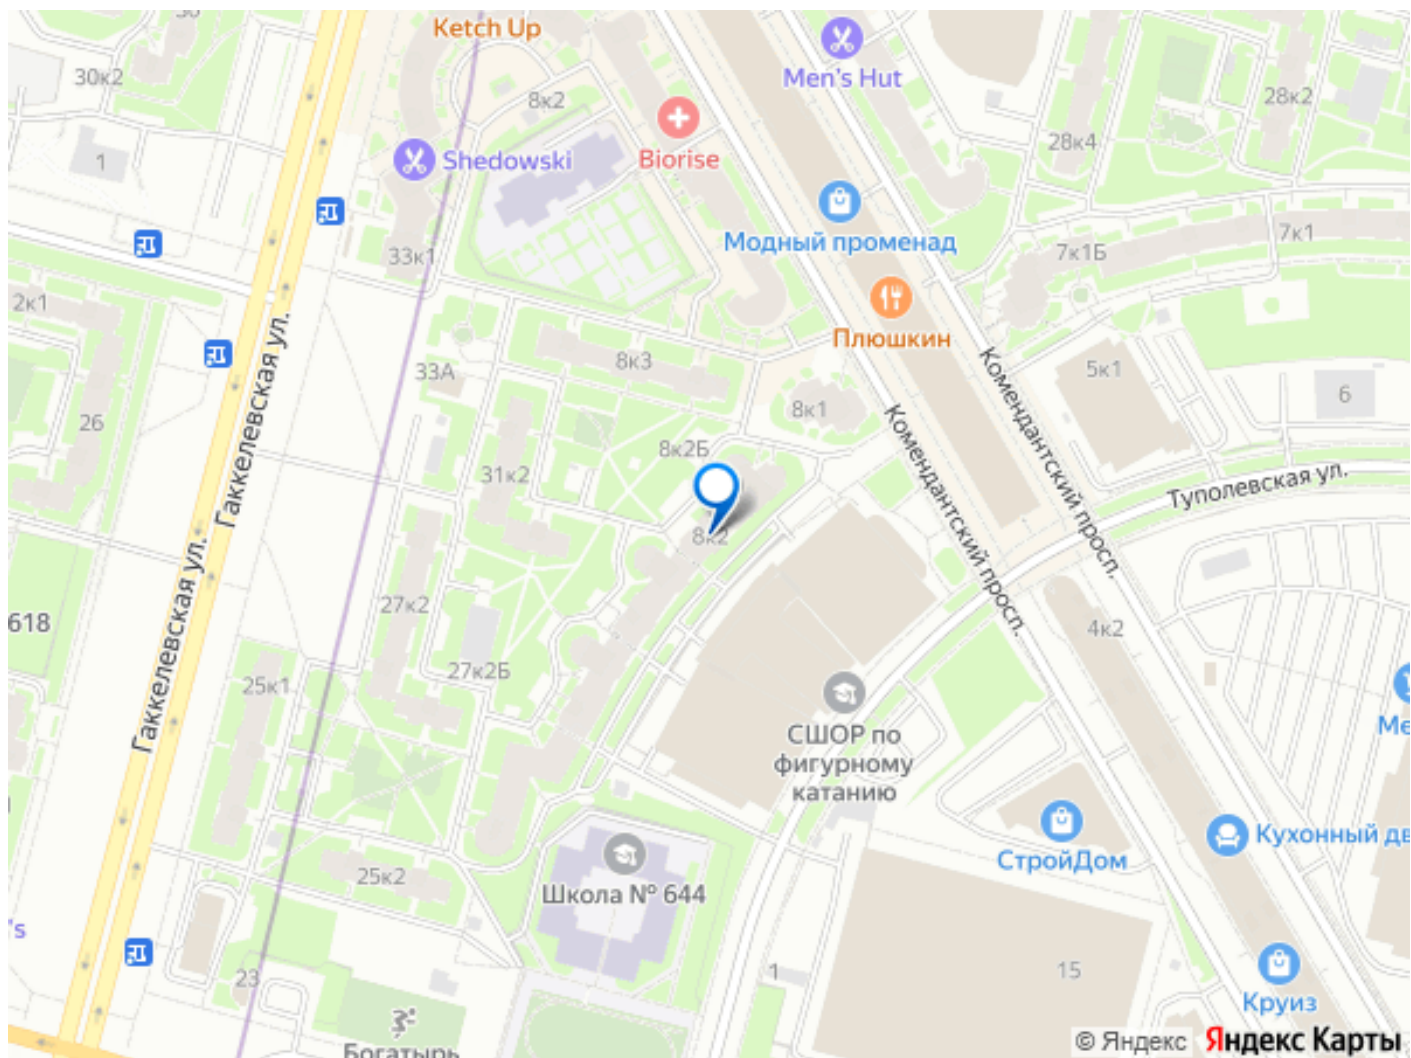 30
Ketch Up
Men's Hut
30к2
8к2
28к2
28к4
Biorise
1
Shedowski
Модный променад
33к1
7к1Б
7к1
2к1
Плюшкин
8к3
33А
Комендантский просп.
5к1
6
26
Гаккелевская ул.
8к1
Комендантский просп.
8к2Б
31к2
Туполевская ул.
8к2
Гаккелевская ул.
618
27к2
4к2
27к2Б
25к1
СШОР по
фигурному
катанию
Ме
СтройДом
Кухонный дв
25к2
Школа № 644
's
23
1
15
Круиз
Богатырь
© Яндекс Яндекс Карты